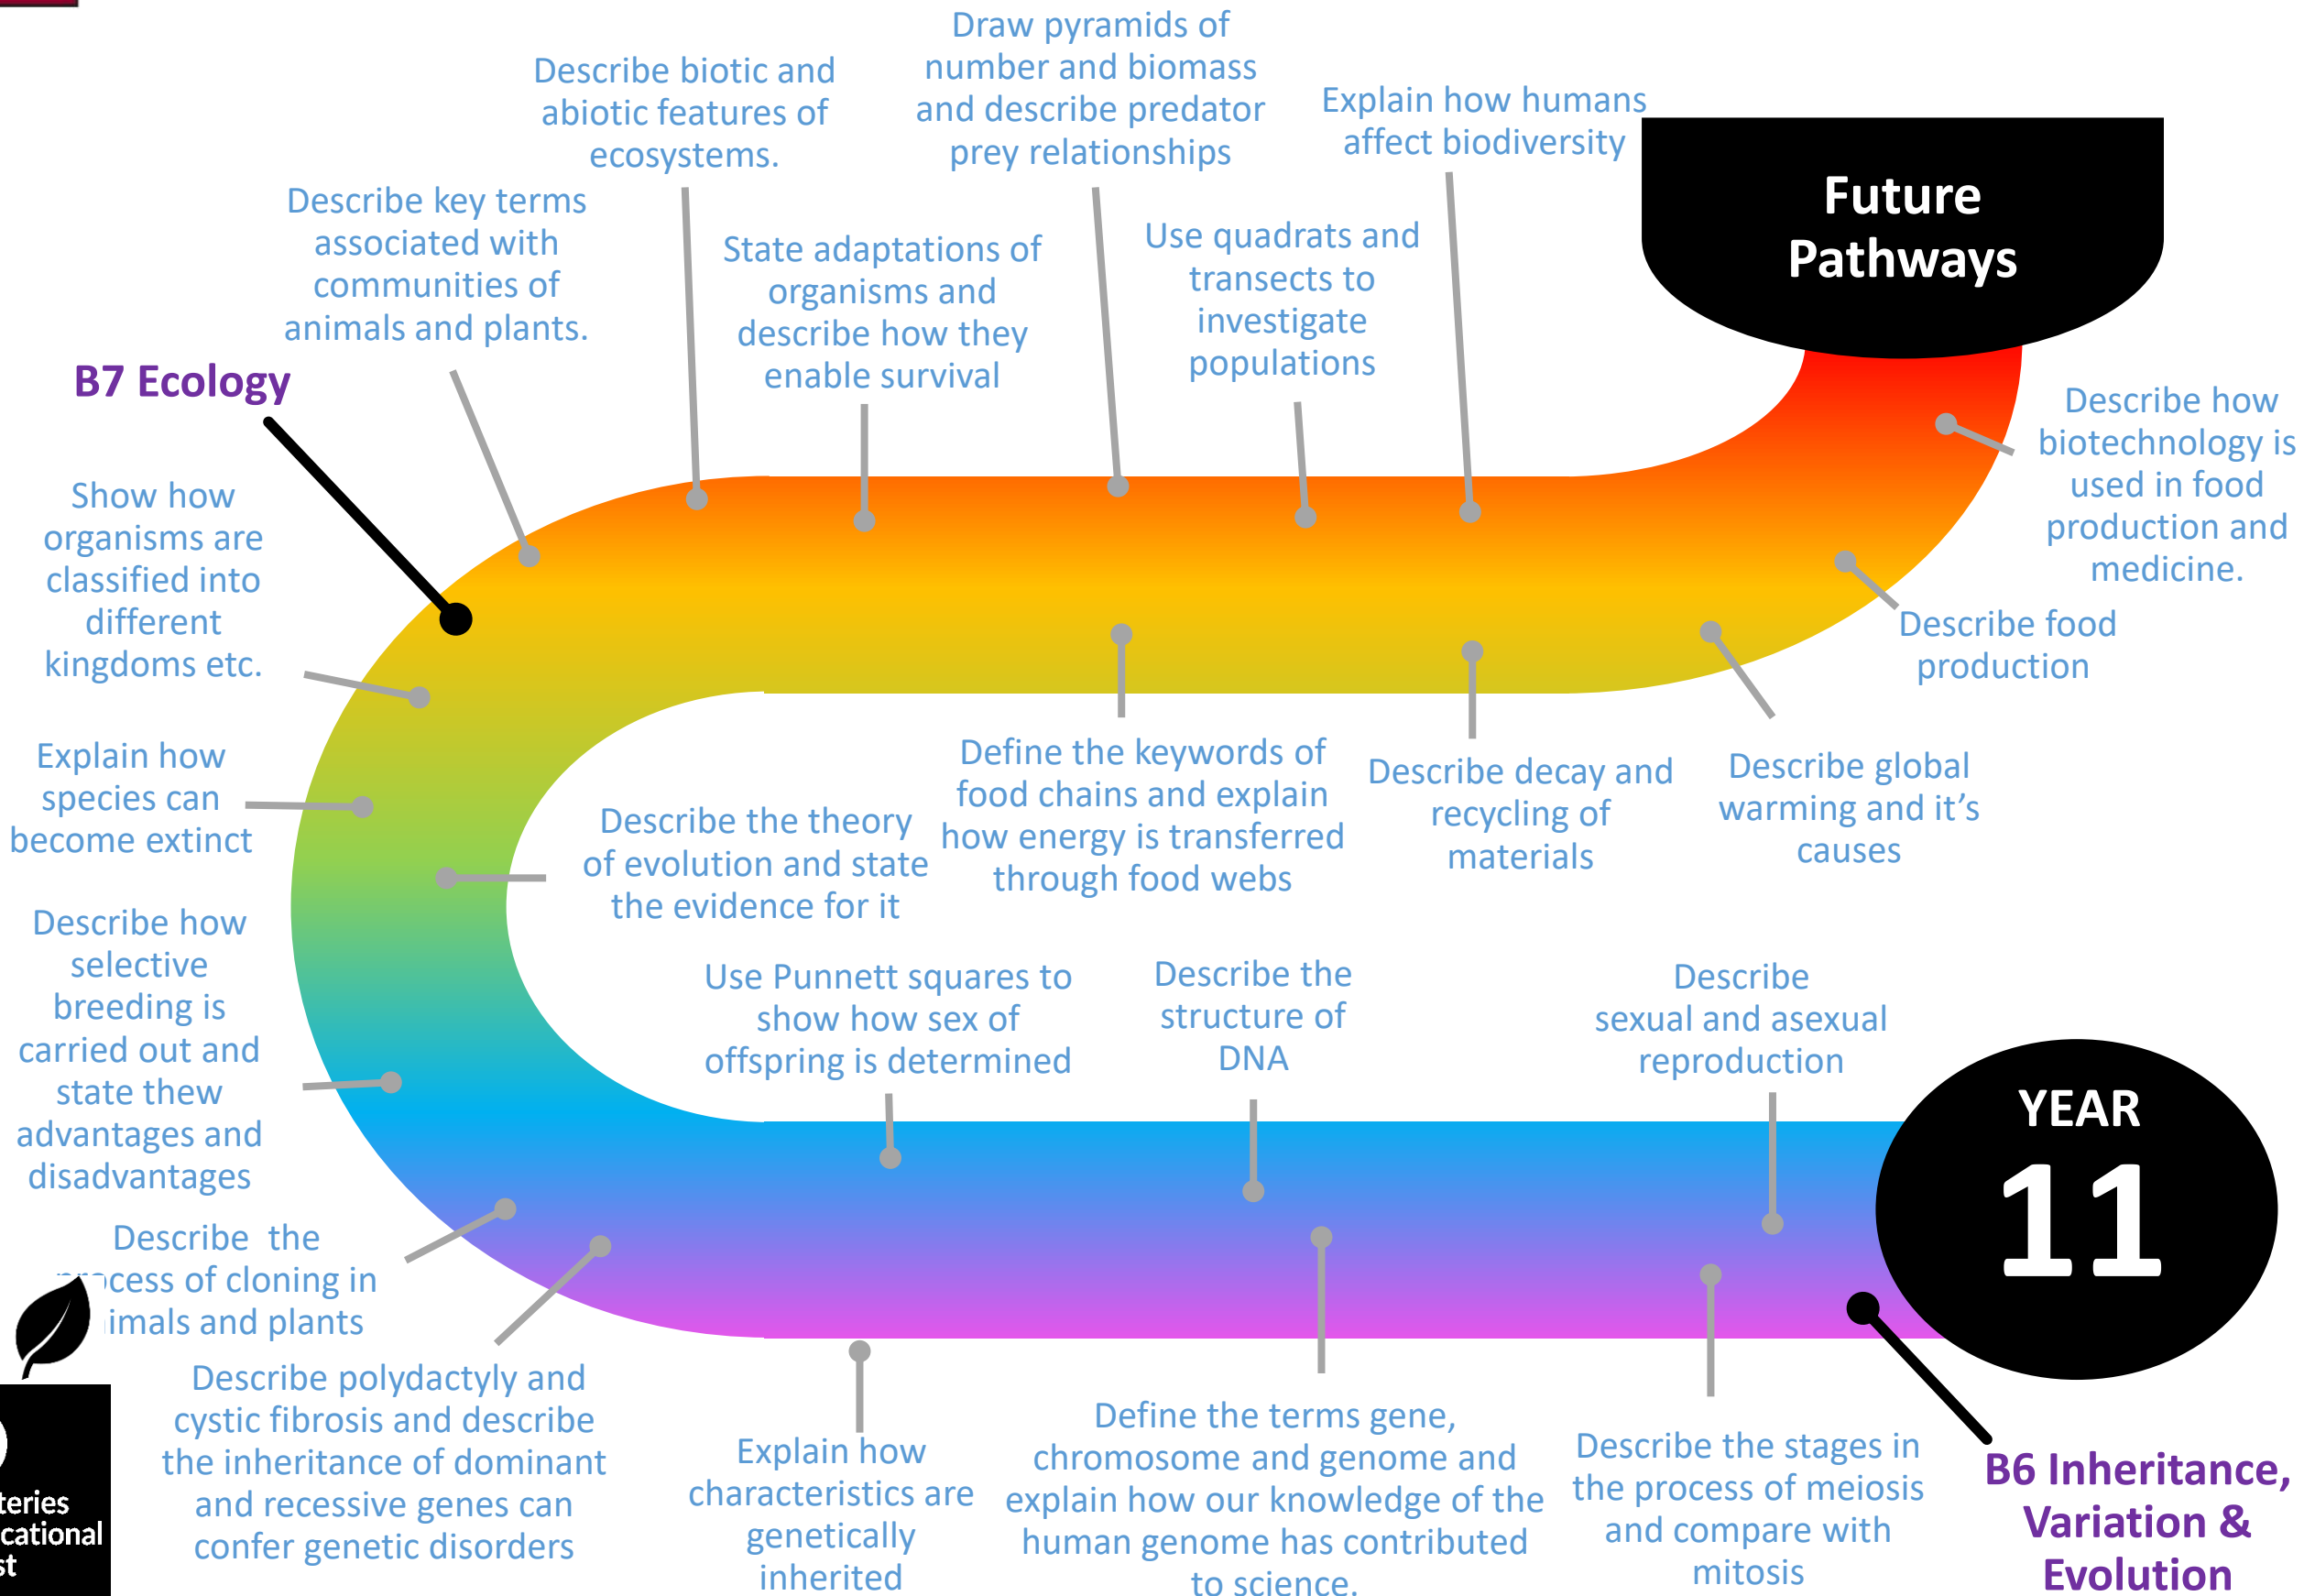 Draw pyramids of
number and biomass
and describe predator
prey relationships
Describe biotic and
abiotic features of
ecosystems.
Explain how humans
affect biodiversity
Future
Pathways
Describe key terms
associated with
communities of
animals and plants.
State adaptations of
organisms and
describe how they
enable survival
Use quadrats and
transects to
investigate
populations
B7 Ecology
Describe how
biotechnology is
used in food
production and
medicine.
Show how
organisms are
classified into
different
kingdoms etc.
Describe food
production
Explain how
species can
become extinct
Describe the theory
of evolution and state
the evidence for it
Define the keywords of
food chains and explain
how energy is transferred
through food webs
Describe decay and
recycling of
materials
Describe global
warming and it's
causes
Describe how
selective
breeding is
carried out and
state thew
advantages and
disadvantages
Use Punnett squares to
show how sex of
offspring is determined
Describe the
structure of
DNA
Describe
sexual and asexual
reproduction
YEAR
11
Describe the
of cloning in
and plants
Describe polydactyly and
cystic fibrosis and describe
the inheritance of dominant
and recessive genes can
confer genetic disorders
Explain how
characteristics are
genetically
inherited
Define the terms gene,
chromosome and genome and
explain how our knowledge of the
human genome has contributed
to science.
Describe the stages in
the process of meiosis
and compare with
mitosis
B6 Inheritance,
Variation &
Evolution